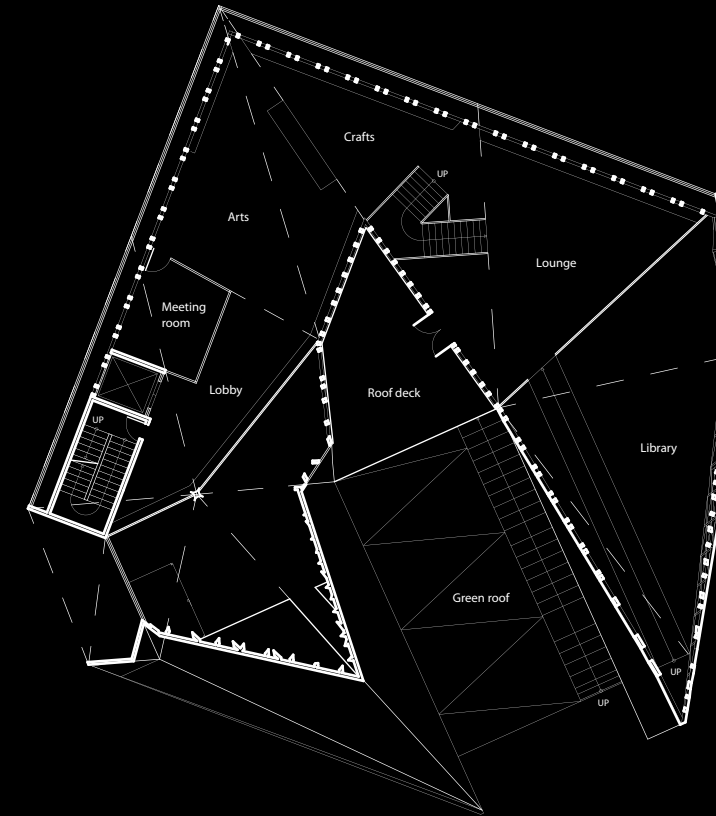 Crafts
UP
Arts
Lounge
Meeting
room
Lobby
Roof deck
UP
Library
Green roof
UP
UP